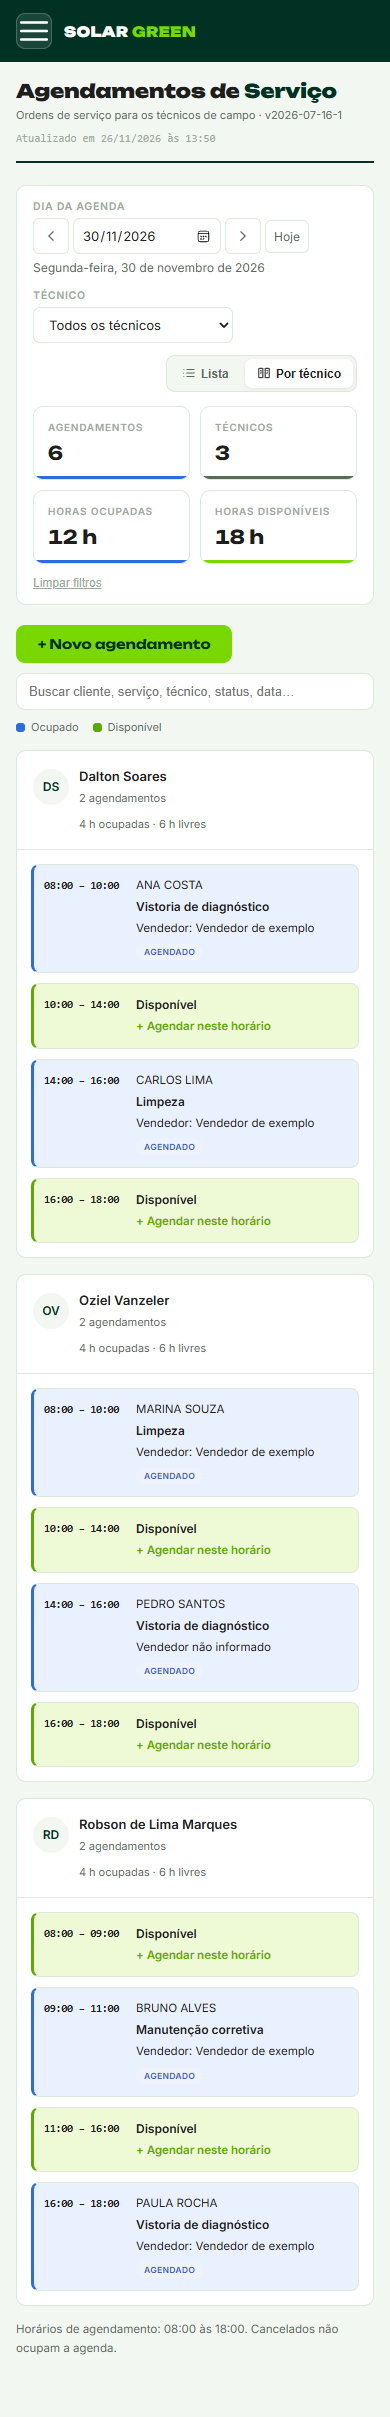 SOLAR GREEN
Agendamentos de Serviço
Ordens de serviço para os técnicos de campo · v2026-07-16-1
Atualizado em 26/11/2026 às 13:50
DIA DA AGENDA
30/11/2026
Hoje
Segunda-feira, 30 de novembro de 2026
TÉCNICO
Todos os técnicos
Lista
Por técnico
AGENDAMENTOS
6
TÉCNICOS
3
HORAS OCUPADAS
12 h
HORAS DISPONÍVEIS
18 h
Limpar filtros
+ Novo agendamento
Buscar cliente, serviço, técnico, status, data...
Ocupado
Disponível
DS
Dalton Soares
2 agendamentos
4 h ocupadas · 6 h livres
08:00 – 10:00
ANA COSTA
Vistoria de diagnóstico
Vendedor: Vendedor de exemplo
AGENDADO
10:00 – 14:00
Disponível
+ Agendar neste horário
14:00 – 16:00
CARLOS LIMA
Limpeza
Vendedor: Vendedor de exemplo
AGENDADO
16:00 – 18:00
Disponível
+ Agendar neste horário
OV
Oziel Vanzeler
2 agendamentos
4 h ocupadas · 6 h livres
08:00 – 10:00
MARINA SOUZA
Limpeza
Vendedor: Vendedor de exemplo
AGENDADO
10:00 – 14:00
Disponível
+ Agendar neste horário
14:00 – 16:00
PEDRO SANTOS
Vistoria de diagnóstico
Vendedor não informado
AGENDADO
16:00 – 18:00
Disponível
+ Agendar neste horário
RD
Robson de Lima Marques
2 agendamentos
4 h ocupadas · 6 h livres
08:00 – 09:00
Disponível
+ Agendar neste horário
09:00 – 11:00
BRUNO ALVES
Manutenção corretiva
Vendedor: Vendedor de exemplo
AGENDADO
11:00 – 16:00
Disponível
+ Agendar neste horário
16:00 – 18:00
PAULA ROCHA
Vistoria de diagnóstico
Vendedor: Vendedor de exemplo
AGENDADO
Horários de agendamento: 08:00 às 18:00. Cancelados não
ocupam a agenda.